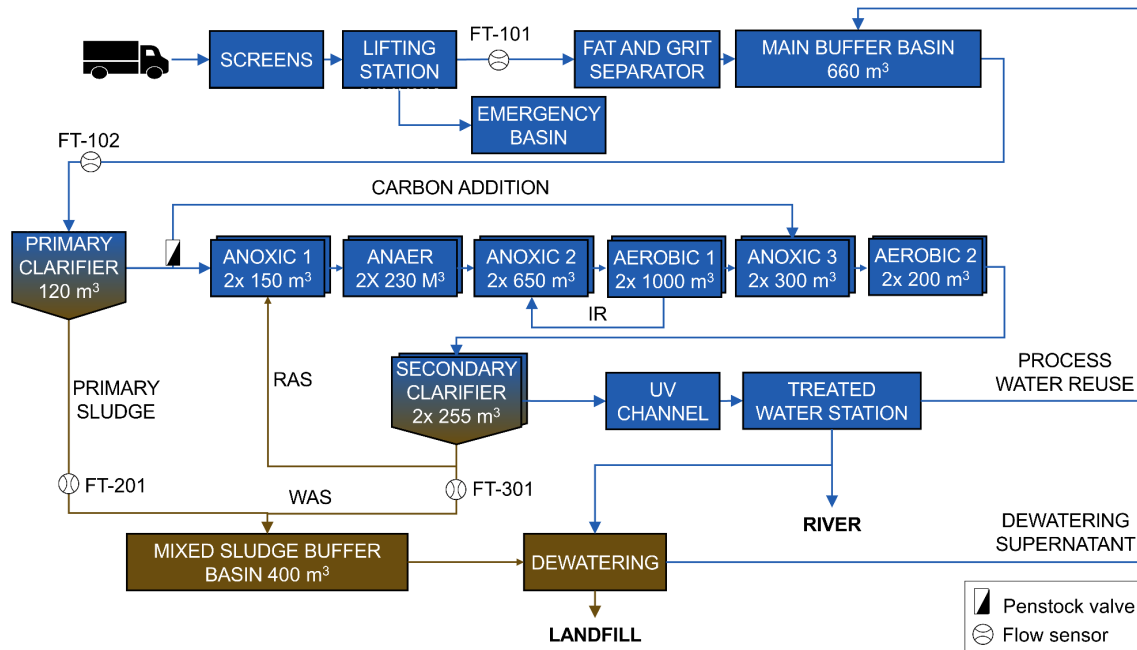 FT-101
SCREENS
LIFTING
STATION
FAT AND GRIT
SEPARATOR
MAIN BUFFER BASIN
660 m³
EMERGENCY
BASIN
FT-102
CARBON ADDITION
PRIMARY
CLARIFIER
120 m³
ANOXIC 1
2x 150 m³
ANAER
2X 230 M³
ANOXIC 2
2x 650 m³
AEROBIC 1
2x 1000 m³
ANOXIC 3
2x 300 m³
AEROBIC 2
2x 200 m³
IR
RAS
PRIMARY
SLUDGE
SECONDARY
CLARIFIER
2x 255 m³
UV
CHANNEL
TREATED
WATER STATION
PROCESS
WATER REUSE
FT-201
WAS
FT-301
RIVER
MIXED SLUDGE BUFFER
BASIN 400 m³
DEWATERING
DEWATERING
SUPERNATANT
LANDFILL
Penstock valve
Flow sensor